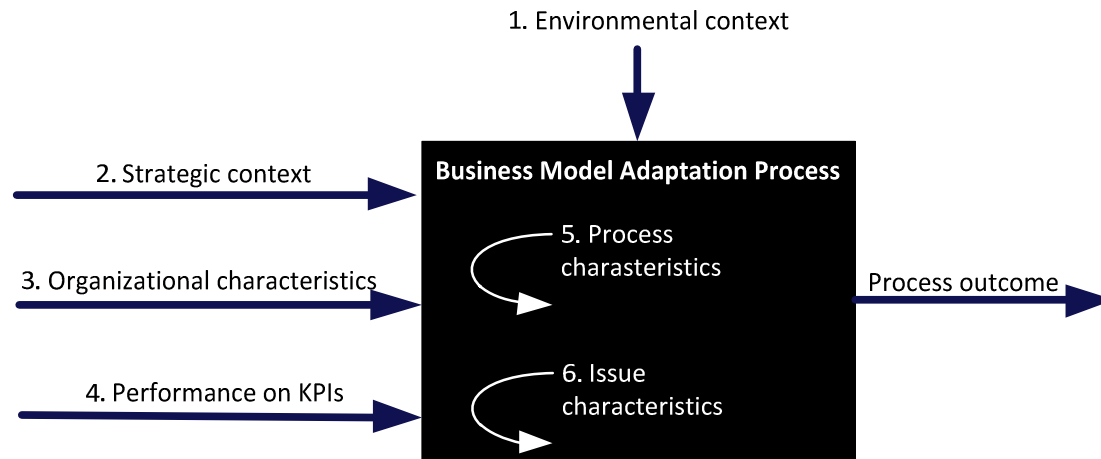 1. Environmental context
Business Model Adaptation Process
2. Strategic context
5. Process
charasteristics
3. Organizational characteristics
Process outcome
6. Issue
characteristics
4. Performance on KPIs